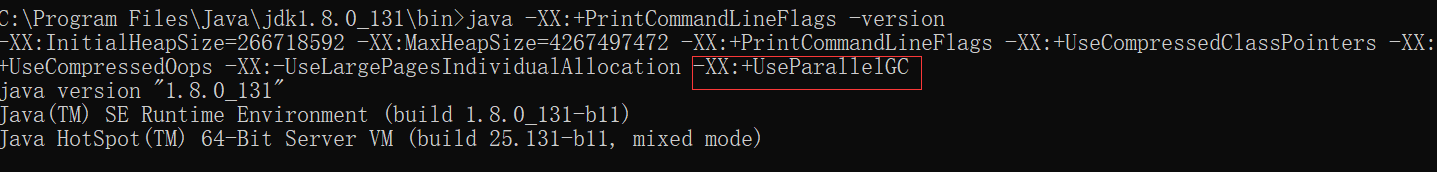 C:\Program Files\Java\jdk1.8.0_131\bin>java -XX:+PrintCommandLineFlags -version
-XX:InitialHeapSize=266718592 -XX:MaxHeapSize=4267497472 -XX:+PrintCommandLineFlags -XX:+UseCompressedClassPointers -XX:
+UseCompressedOops -XX:-UseLargePagesIndividualAllocation -XX:+UseParallelGC
java version "1.8.0_131"
Java(TM) SE Runtime Environment (build 1.8.0_131-b11)
Java HotSpot(TM) 64-Bit Server VM (build 25.131-b11, mixed mode)